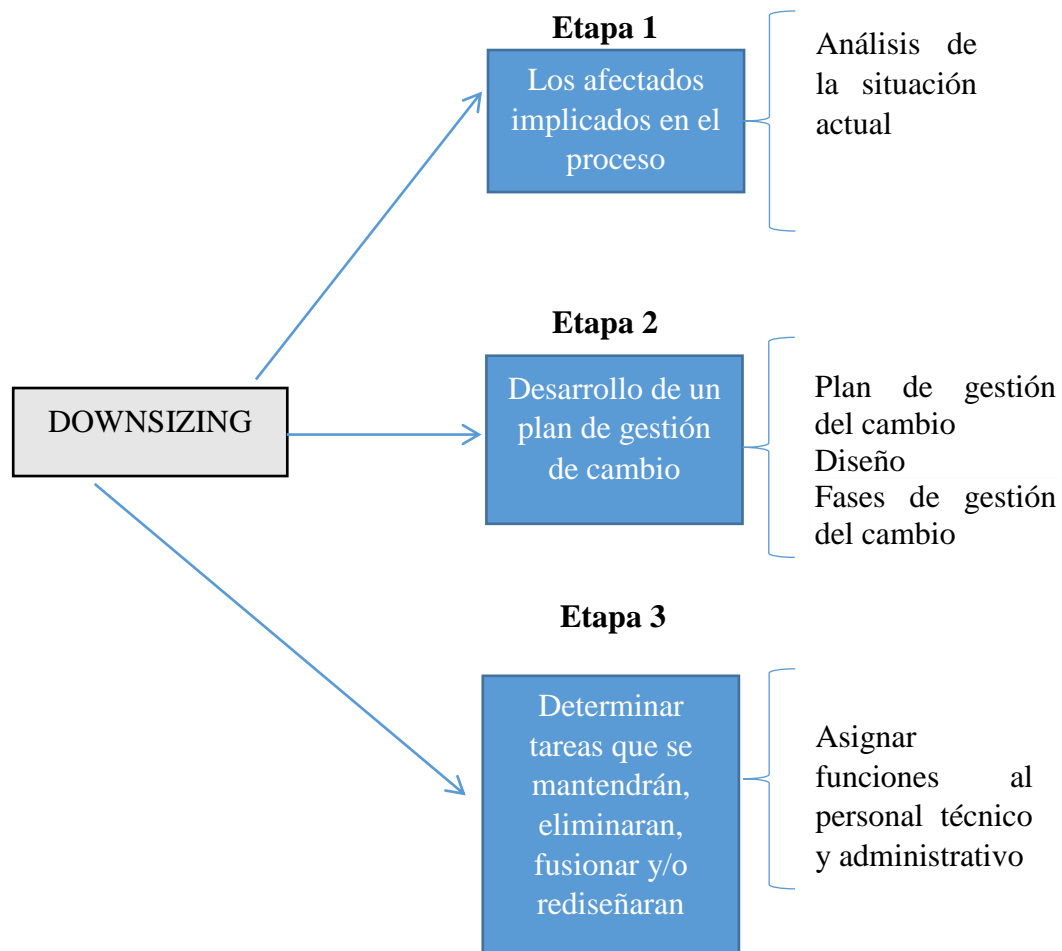 Etapa 1
Los afectados
implicados en el
proceso
Análisis de
la situación
actual
Etapa 2
DOWNSIZING
Desarrollo de un
plan de gestión
de cambio
Plan de gestión
del cambio
Diseño
Fases de gestión
del cambio
Etapa 3
Determinar
tareas que se
mantendrán,
eliminaran,
fusionar y/o
rediseñaran
Asignar
funciones al
personal técnico
y administrativo